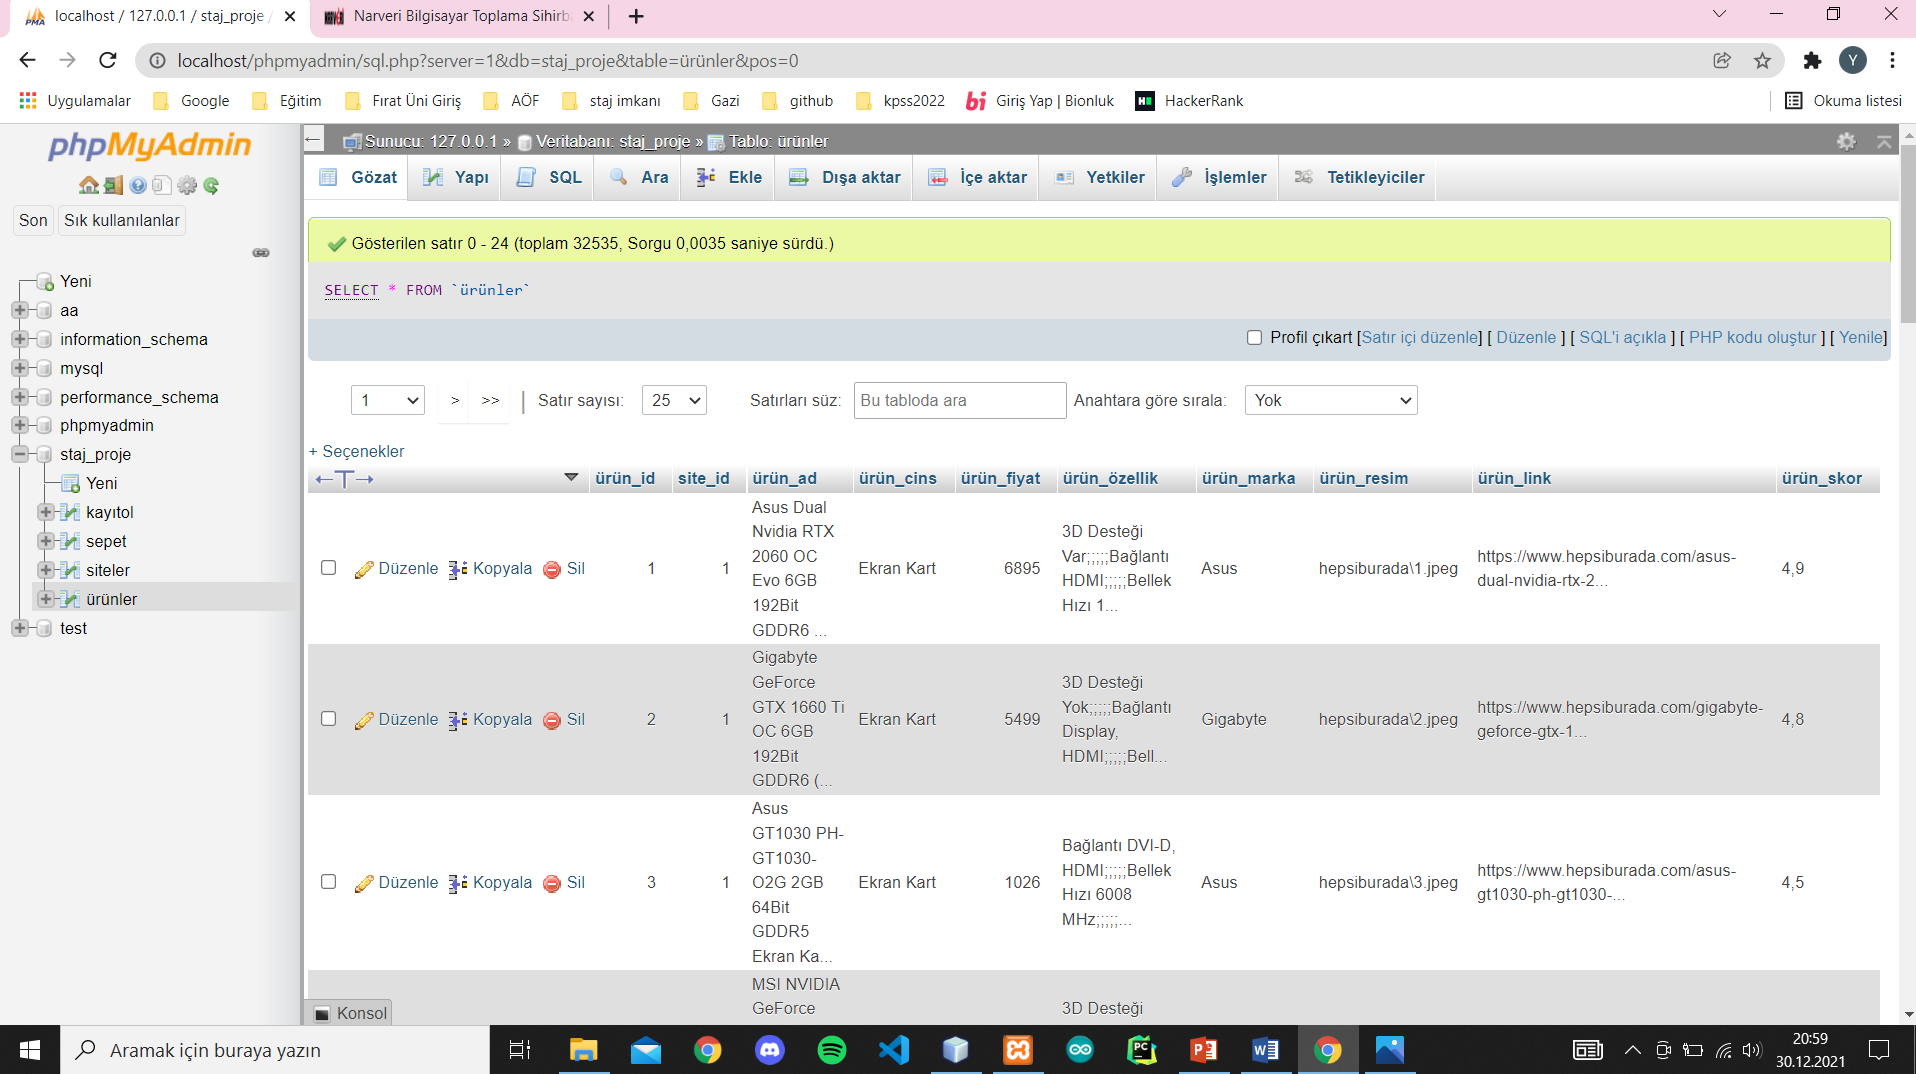 localhost / 127.0.0.1 / staj_proje /
Narveri Bilgisayar Toplama Sihirb
localhost/phpmyadmin/sql.php?server=1&db=staj_proje&table=ürünler&pos=0
Y
Uygulamalar Google Eğitim Fırat Üni Giriş AÖF staj imkanı Gazi github kpss2022 Giriş Yap | Bionluk HackerRank Okuma listesi
phpMyAdmin
Son Sık kullanılanlar
Yeni
aa
information_schema
mysql
performance_schema
phpmyadmin
staj_proje
Yeni
kayıtol
sepet
siteler
ürünler
test
Sunucu: 127.0.0.1 » Veritabanı: staj_proje » Tablo: ürünler
Gözat Yapı SQL Ara Ekle Dışa aktar İçe aktar Yetkiler İşlemler Tetikleyiciler
Gösterilen satır 0 - 24 (toplam 32535, Sorgu 0,0035 saniye sürdü.)
SELECT * FROM `ürünler`
Profil çıkart [Satır içi düzenle] [ Düzenle ] [ SQL'i açıkla ] [ PHP kodu oluştur ] [ Yenile]
1 > >> | Satır sayısı: 25 Satırları süz: Bu tabloda ara Anahtara göre sırala: Yok
+ Seçenekler
←T→ ürün_id site_id ürün_ad ürün_cins ürün_fiyat ürün_özellik ürün_marka ürün_resim ürün_link ürün_skor
Düzenle Kopyala Sil 1 1
Asus Dual
Nvidia RTX
2060 OC
Evo 6GB
192Bit
GDDR6 ...
Ekran Kart 6895
3D Desteği
Var;;;;;Bağlantı
HDMI;;;;;Bellek
Hızı 1...
Asus hepsiburada\1.jpeg
https://www.hepsiburada.com/asus-
dual-nvidia-rtx-2...
4,9
Düzenle Kopyala Sil 2 1
Gigabyte
GeForce
GTX 1660 Ti
OC 6GB
192Bit
GDDR6 (...
Ekran Kart 5499
3D Desteği
Yok;;;;;Bağlantı
Display,
HDMI;;;;;Bell...
Gigabyte hepsiburada\2.jpeg
https://www.hepsiburada.com/gigabyte-
geforce-gtx-1...
4,8
Düzenle Kopyala Sil 3 1
Asus
GT1030 PH-
GT1030-
O2G 2GB
64Bit
GDDR5
Ekran Ka...
Ekran Kart 1026
Bağlantı DVI-D,
HDMI;;;;;Bellek
Hızı 6008
MHz;;;;;...
Asus hepsiburada\3.jpeg
https://www.hepsiburada.com/asus-
gt1030-ph-gt1030-...
4,5
MSI NVIDIA
GeForce
3D Desteği
Konsol
Aramak için buraya yazın
20:59
30.12.2021